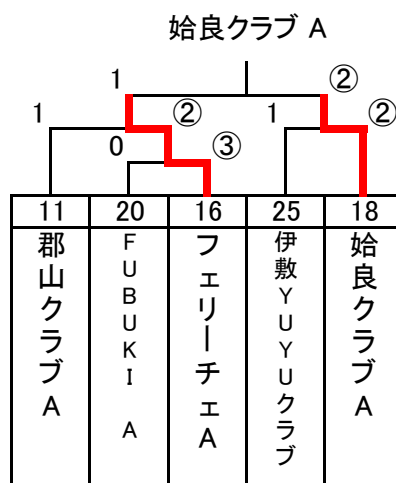 姶良クラブ A
1 ②
1 ② 1 ②
0 ③
11 20 16 25 18
郡山クラブA
FUBUKI A
フェリーチェA
伊敷YUYUクラブ
姶良クラブA